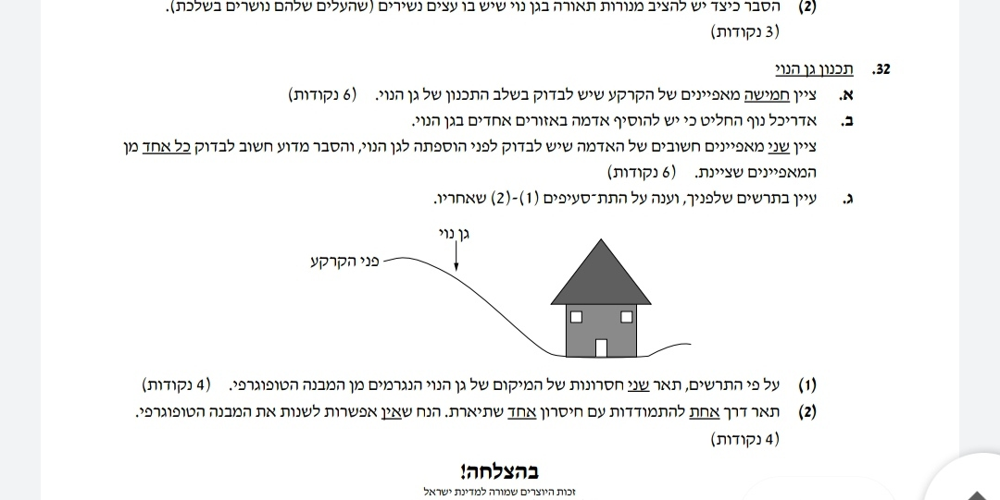 (2) הסבר כיצד יש להציב מנורות תאורה בגן נוי שיש בו עצים נשירים (שהעלים שלהם נושרים בשלכת).
(3 נקודות)
32. תכנון גן הנוי
א. ציין חמישה מאפיינים של הקרקע שיש לבדוק בשלב התכנון של גן הנוי. (6 נקודות)
ב. אדריכל נוף החליט כי יש להוסיף אדמה באזורים אחדים בגן הנוי.
ציין שני מאפיינים חשובים של האדמה שיש לבדוק לפני הוספתה לגן הנוי, והסבר מדוע חשוב לבדוק כל אחד מן
המאפיינים שציינת. (6 נקודות)
ג. עיין בתרשים שלפניך, וענה על התת־סעיפים (1)-(2) שאחריו.
גן נוי
פני הקרקע
(1) על פי התרשים, תאר שני חסרונות של המיקום של גן הנוי הנגרמים מן המבנה הטופוגרפי. (4 נקודות)
(2) תאר דרך אחת להתמודדות עם חיסרון אחד שתיארת. הנח שאין אפשרות לשנות את המבנה הטופוגרפי.
(4 נקודות)
בהצלחה!
זכות היוצרים שמורה למדינת ישראל